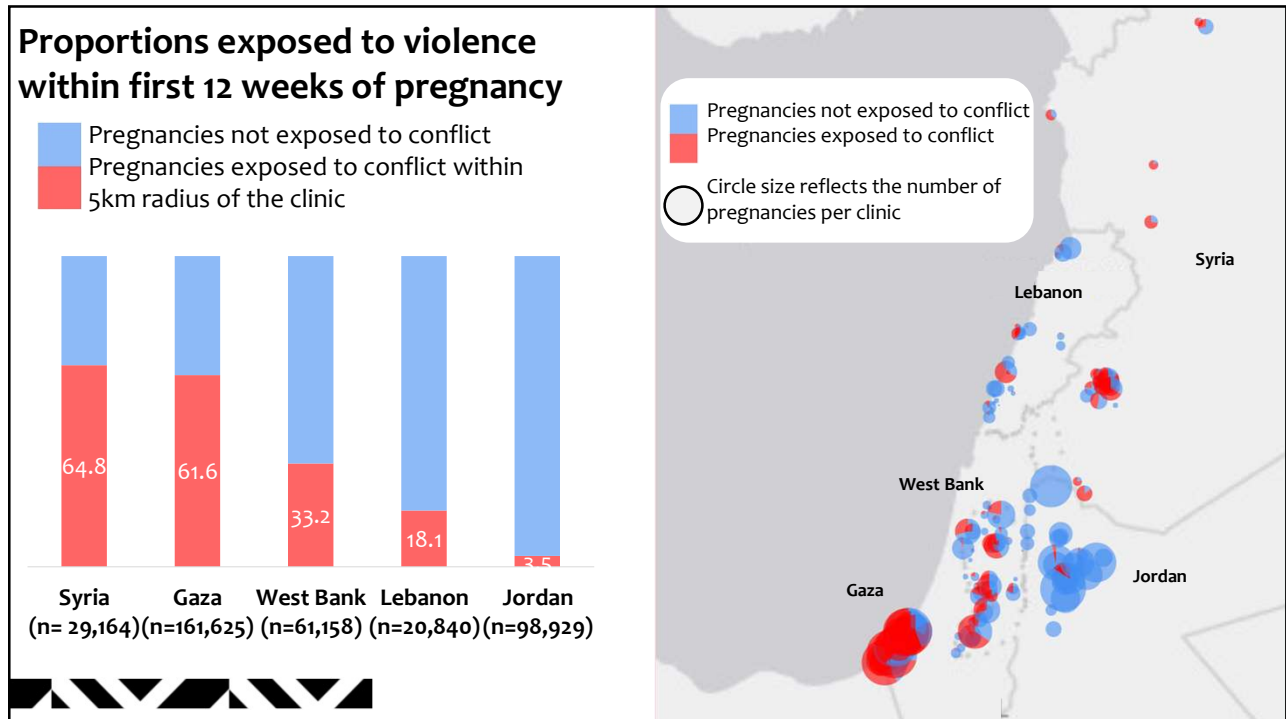 Proportions exposed to violence
within first 12 weeks of pregnancy
Pregnancies not exposed to conflict
Pregnancies exposed to conflict within
5km radius of the clinic
64.8
61.6
33.2
18.1
3.5
Syria
(n= 29,164)
Gaza
(n=161,625)
West Bank
(n=61,158)
Lebanon
(n=20,840)
Jordan
(n=98,929)
Pregnancies not exposed to conflict
Pregnancies exposed to conflict
Circle size reflects the number of
pregnancies per clinic
Syria
Lebanon
West Bank
Gaza
Jordan